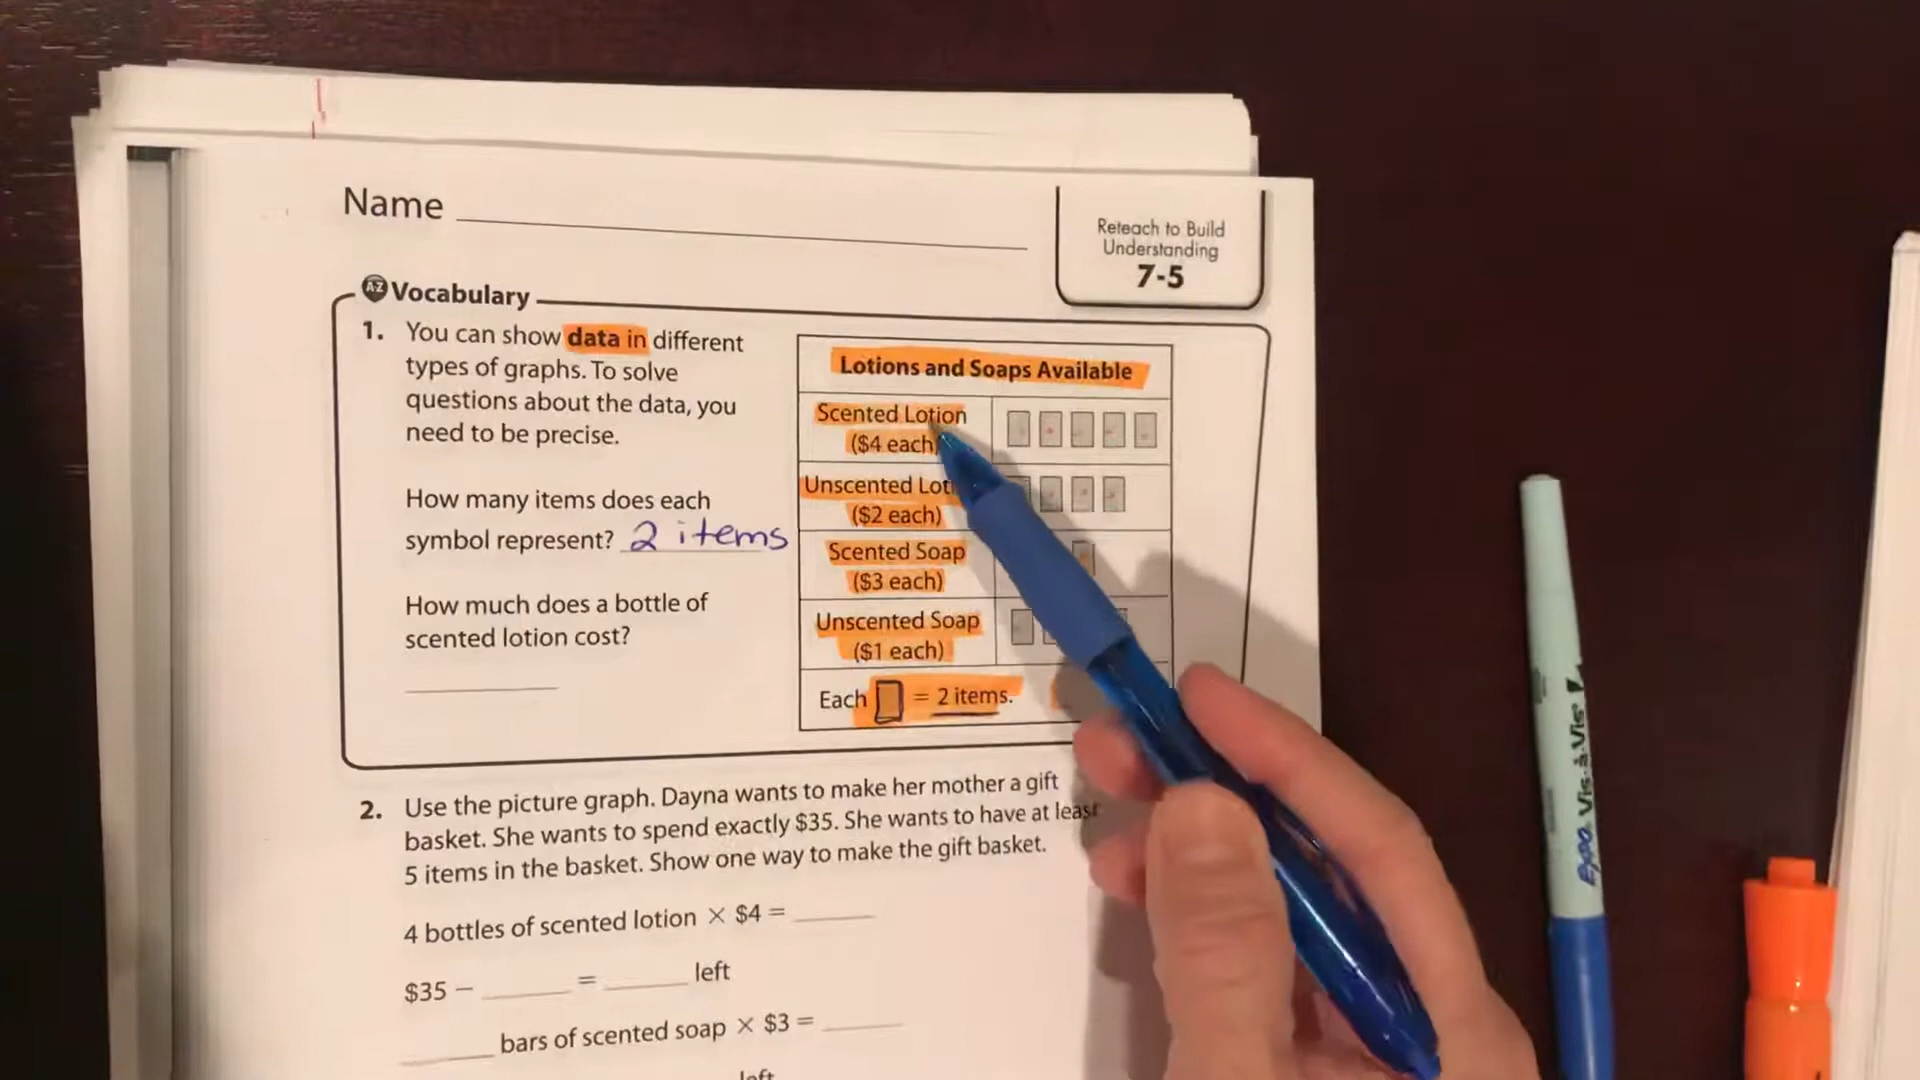 Name
Reteach to Build
Understanding
7-5
A-Z Vocabulary
1. You can show data in different
types of graphs. To solve
questions about the data, you
need to be precise.
How many items does each
symbol represent? 2 items
How much does a bottle of
scented lotion cost?
Lotions and Soaps Available
Scented Lotion
($4 each)
Unscented
($2 each)
Scented Soap
($3 each)
Unscented Soap
($1 each)
Each = 2 items.
2. Use the picture graph. Dayna wants to make her mother a gift
basket. She wants to spend exactly $35. She wants to have at least
5 items in the basket. Show one way to make the gift basket.
4 bottles of scented lotion × $4 =
$35 − = left
bars of scented soap × $3 =
left
EXPO Vis-à-Vis